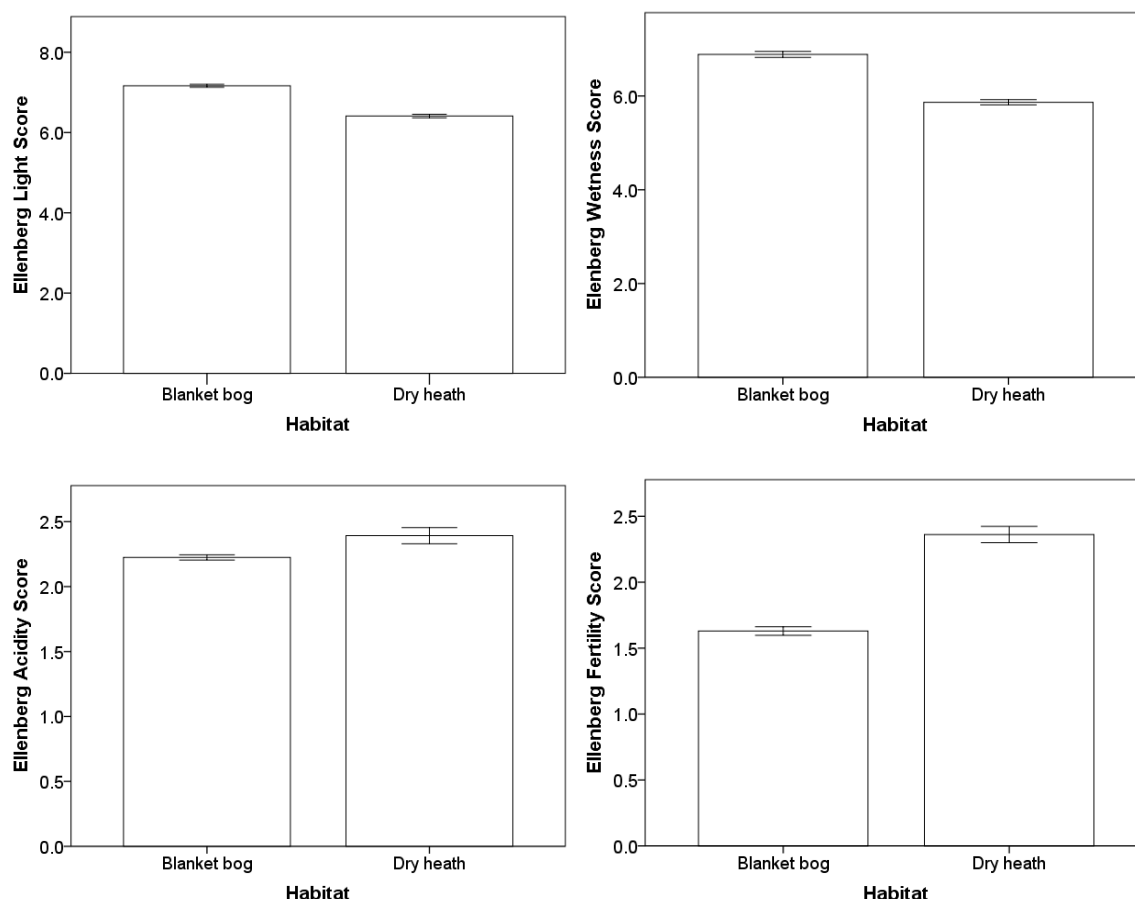 Ellenberg Light Score
8.0
6.0
4.0
2.0
0.0
Blanket bog
Dry heath
Habitat
Elenberg Wetness Score
6.0
4.0
2.0
0.0
Blanket bog
Dry heath
Habitat
Ellenberg Acidity Score
2.5
2.0
1.5
1.0
0.5
0.0
Blanket bog
Dry heath
Habitat
Ellenberg Fertility Score
2.5
2.0
1.5
1.0
0.5
0.0
Blanket bog
Dry heath
Habitat